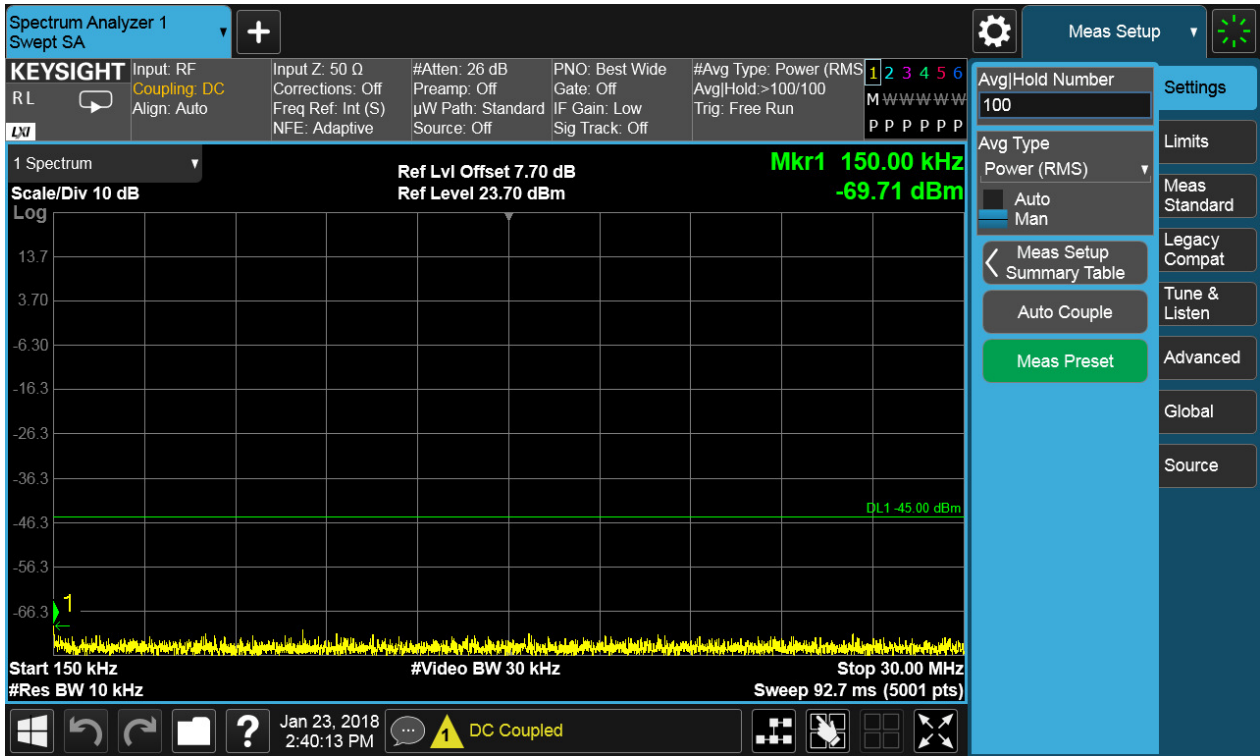 Spectrum Analyzer 1
Swept SA
+
Meas Setup
KEYSIGHT
R L
LXI
Input: RF
Coupling: DC
Align: Auto
Input Z: 50 Ω
Corrections: Off
Freq Ref: Int (S)
NFE: Adaptive
#Atten: 26 dB
Preamp: Off
µW Path: Standard
Source: Off
PNO: Best Wide
Gate: Off
IF Gain: Low
Sig Track: Off
#Avg Type: Power (RMS
Avg|Hold:>100/100
Trig: Free Run
1 2 3 4 5 6
M W W W W W
P P P P P P
1 Spectrum
Scale/Div 10 dB
Log
Ref Lvl Offset 7.70 dB
Ref Level 23.70 dBm
Mkr1 150.00 kHz
-69.71 dBm
13.7
3.70
-6.30
-16.3
-26.3
-36.3
DL1 -45.00 dBm
-46.3
-56.3
-66.3
1
Start 150 kHz
#Video BW 30 kHz
Stop 30.00 MHz
#Res BW 10 kHz
Sweep 92.7 ms (5001 pts)
?
Jan 23, 2018
2:40:13 PM
1
DC Coupled
Avg|Hold Number
100
Avg Type
Power (RMS)
Auto
Man
Meas Setup
Summary Table
Auto Couple
Meas Preset
Settings
Limits
Meas
Standard
Legacy
Compat
Tune &
Listen
Advanced
Global
Source